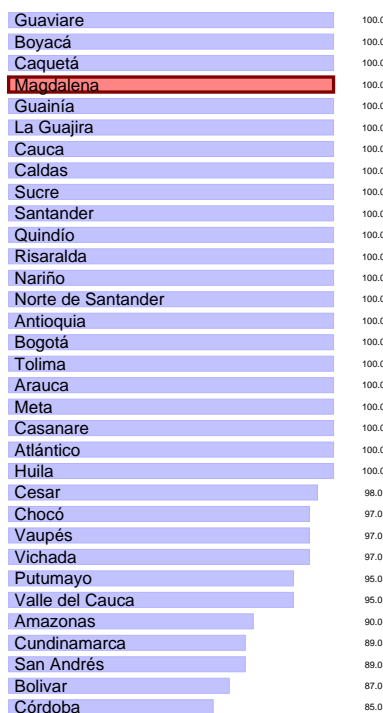 Guaviare 100.0
Boyacá 100.0
Caquetá 100.0
Magdalena 100.0
Guainía 100.0
La Guajira 100.0
Cauca 100.0
Caldas 100.0
Sucre 100.0
Santander 100.0
Quindío 100.0
Risaralda 100.0
Nariño 100.0
Norte de Santander 100.0
Antioquia 100.0
Bogotá 100.0
Tolima 100.0
Arauca 100.0
Meta 100.0
Casanare 100.0
Atlántico 100.0
Huila 100.0
Cesar 98.0
Chocó 97.0
Vaupés 97.0
Vichada 97.0
Putumayo 95.0
Valle del Cauca 95.0
Amazonas 90.0
Cundinamarca 89.0
San Andrés 89.0
Bolivar 87.0
Córdoba 85.0